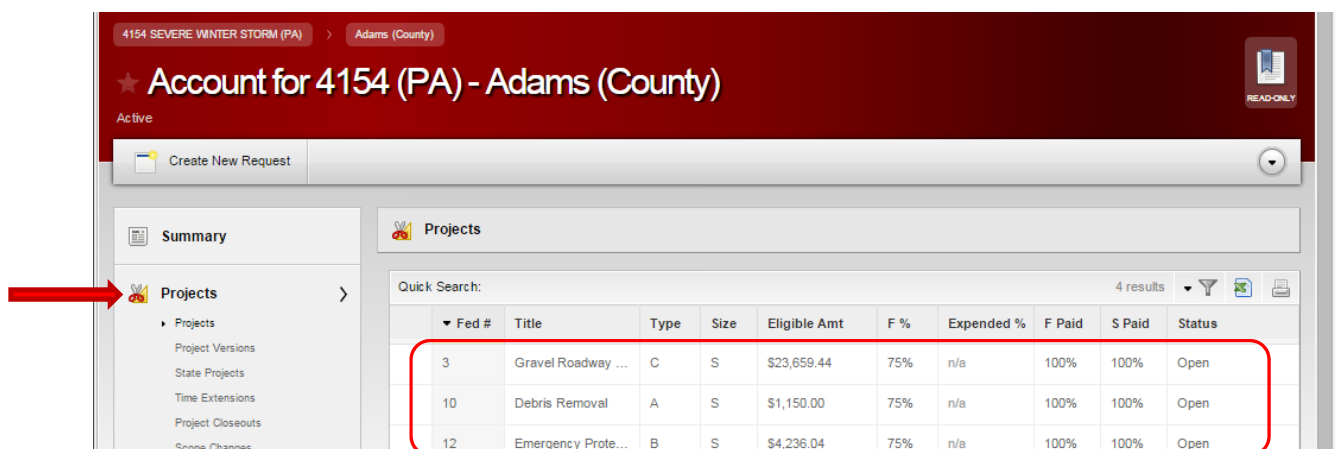 4154 SEVERE WINTER STORM (PA) Adams (County)
Account for 4154 (PA) - Adams (County)
READ-ONLY
Active
Create New Request
Summary
Projects
Projects
Projects
Project Versions
State Projects
Time Extensions
Project Closeouts
Scope Changes
Quick Search: 4 results
Fed # Title Type Size Eligible Amt F % Expended % F Paid S Paid Status
3 Gravel Roadway ... C S $23,659.44 75% n/a 100% 100% Open
10 Debris Removal A S $1,150.00 75% n/a 100% 100% Open
12 Emergency Prote... B S $4,236.04 75% n/a 100% 100% Open